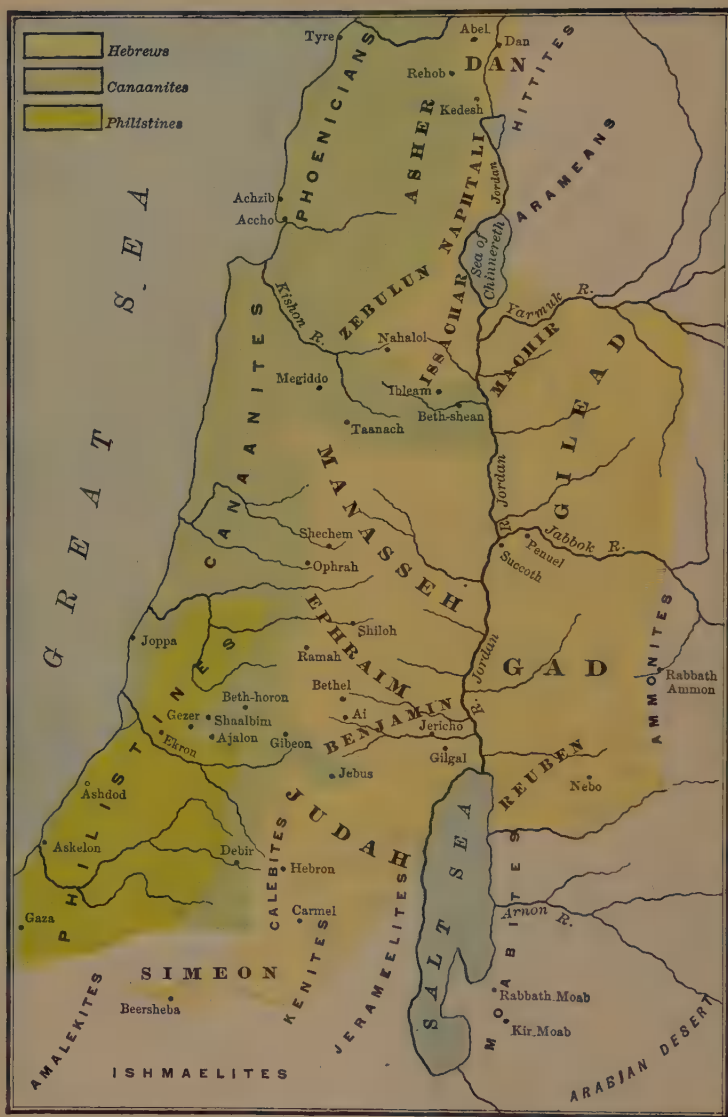 Hebrews
Canaanites
Philistines
Tyre
Abel
Dan
DAN
Rehob
Kedesh
HITTITES
PHOENICIANS
ASHER
NAPHTALI
Jordan
ARAMEANS
Achzib
Accho
Sea of
Chinnereth
GREAT SEA
Kishon R.
ZEBULUN
ISSACHAR
Yarmuk R.
MACHIR
Nahalol
Megiddo
Ibleam
Beth-shean
Taanach
CANAANITES
GILEAD
MANASSEH
R. Jordan
Jabbok R.
Shechem
Penuel
Succoth
Ophrah
EPHRAIM
Joppa
Shiloh
Ramah
GAD
R. Jordan
AMMONITES
Rabbath
Ammon
Beth-horon
Bethel
Gezer
Shaalbim
Ai
BENJAMIN
Jericho
Ekron
Ajalon
Gibeon
Gilgal
REUBEN
Jebus
Nebo
PHILISTINES
Ashdod
JUDAH
SALT SEA
Askelon
Debir
Hebron
CALEBITES
Gaza
Carmel
Arnon R.
MOABITES
KENITES
JERAMEELITES
SIMEON
Beersheba
Rabbath Moab
Kir Moab
AMALEKITES
ISHMAELITES
ARABIAN DESERT